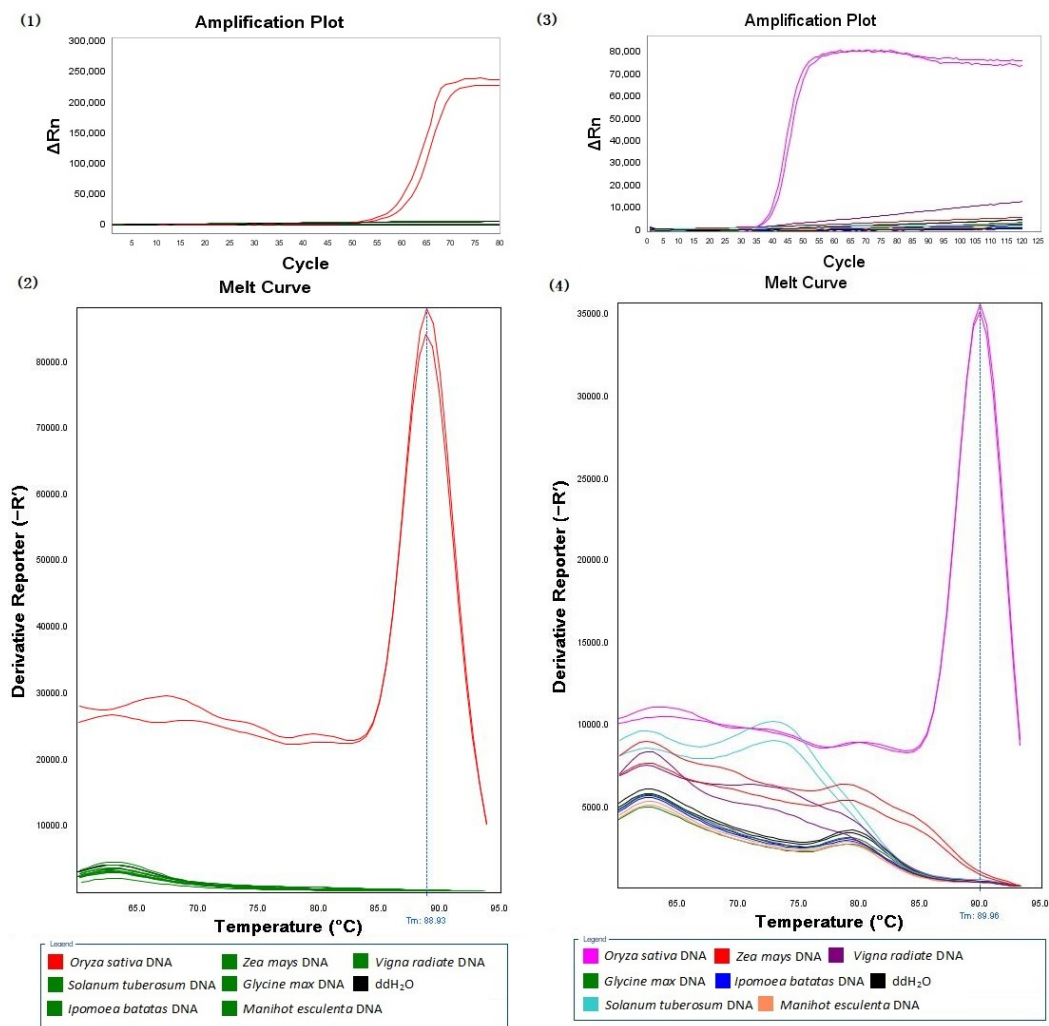 (1)
Amplification Plot
300,000
250,000
200,000
150,000
100,000
50,000
0
ΔRn
5 10 15 20 25 30 35 40 45 50 55 60 65 70 75 80
Cycle
(3)
Amplification Plot
80,000
70,000
60,000
50,000
40,000
30,000
20,000
10,000
0
ΔRn
0 5 10 15 20 25 30 35 40 45 50 55 60 65 70 75 80 85 90 95 100 105 110 115 120 125
Cycle
(2)
Melt Curve
80000.0
70000.0
60000.0
50000.0
40000.0
30000.0
20000.0
10000.0
Derivative Reporter (−R′)
65.0 70.0 75.0 80.0 85.0 90.0 95.0
Tm: 88.93
Temperature (°C)
Legend
Oryza sativa DNA Zea mays DNA Vigna radiate DNA
Solanum tuberosum DNA Glycine max DNA ddH₂O
Ipomoea batatas DNA Manihot esculenta DNA
(4)
Melt Curve
35000.0
30000.0
25000.0
20000.0
15000.0
10000.0
5000.0
Derivative Reporter (−R′)
65.0 70.0 75.0 80.0 85.0 90.0 95.0
Tm: 89.96
Temperature (°C)
Legend
Oryza sativa DNA Zea mays DNA Vigna radiate DNA
Glycine max DNA Ipomoea batatas DNA ddH₂O
Solanum tuberosum DNA Manihot esculenta DNA